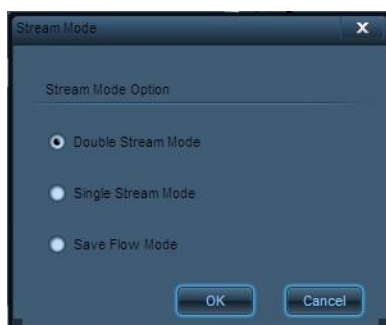 Stream Mode
X
Stream Mode Option
Double Stream Mode
Single Stream Mode
Save Flow Mode
OK Cancel